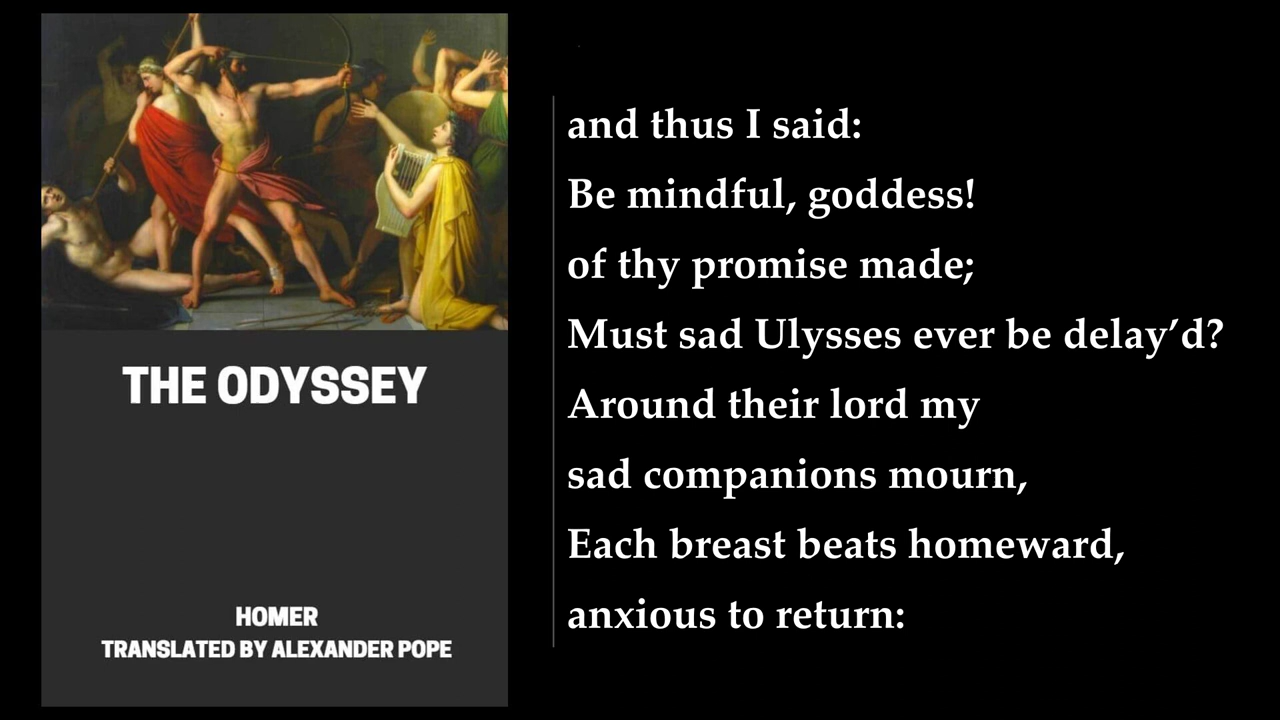 THE ODYSSEY
HOMER
TRANSLATED BY ALEXANDER POPE
and thus I said:
Be mindful, goddess!
of thy promise made;
Must sad Ulysses ever be delay’d?
Around their lord my
sad companions mourn,
Each breast beats homeward,
anxious to return: